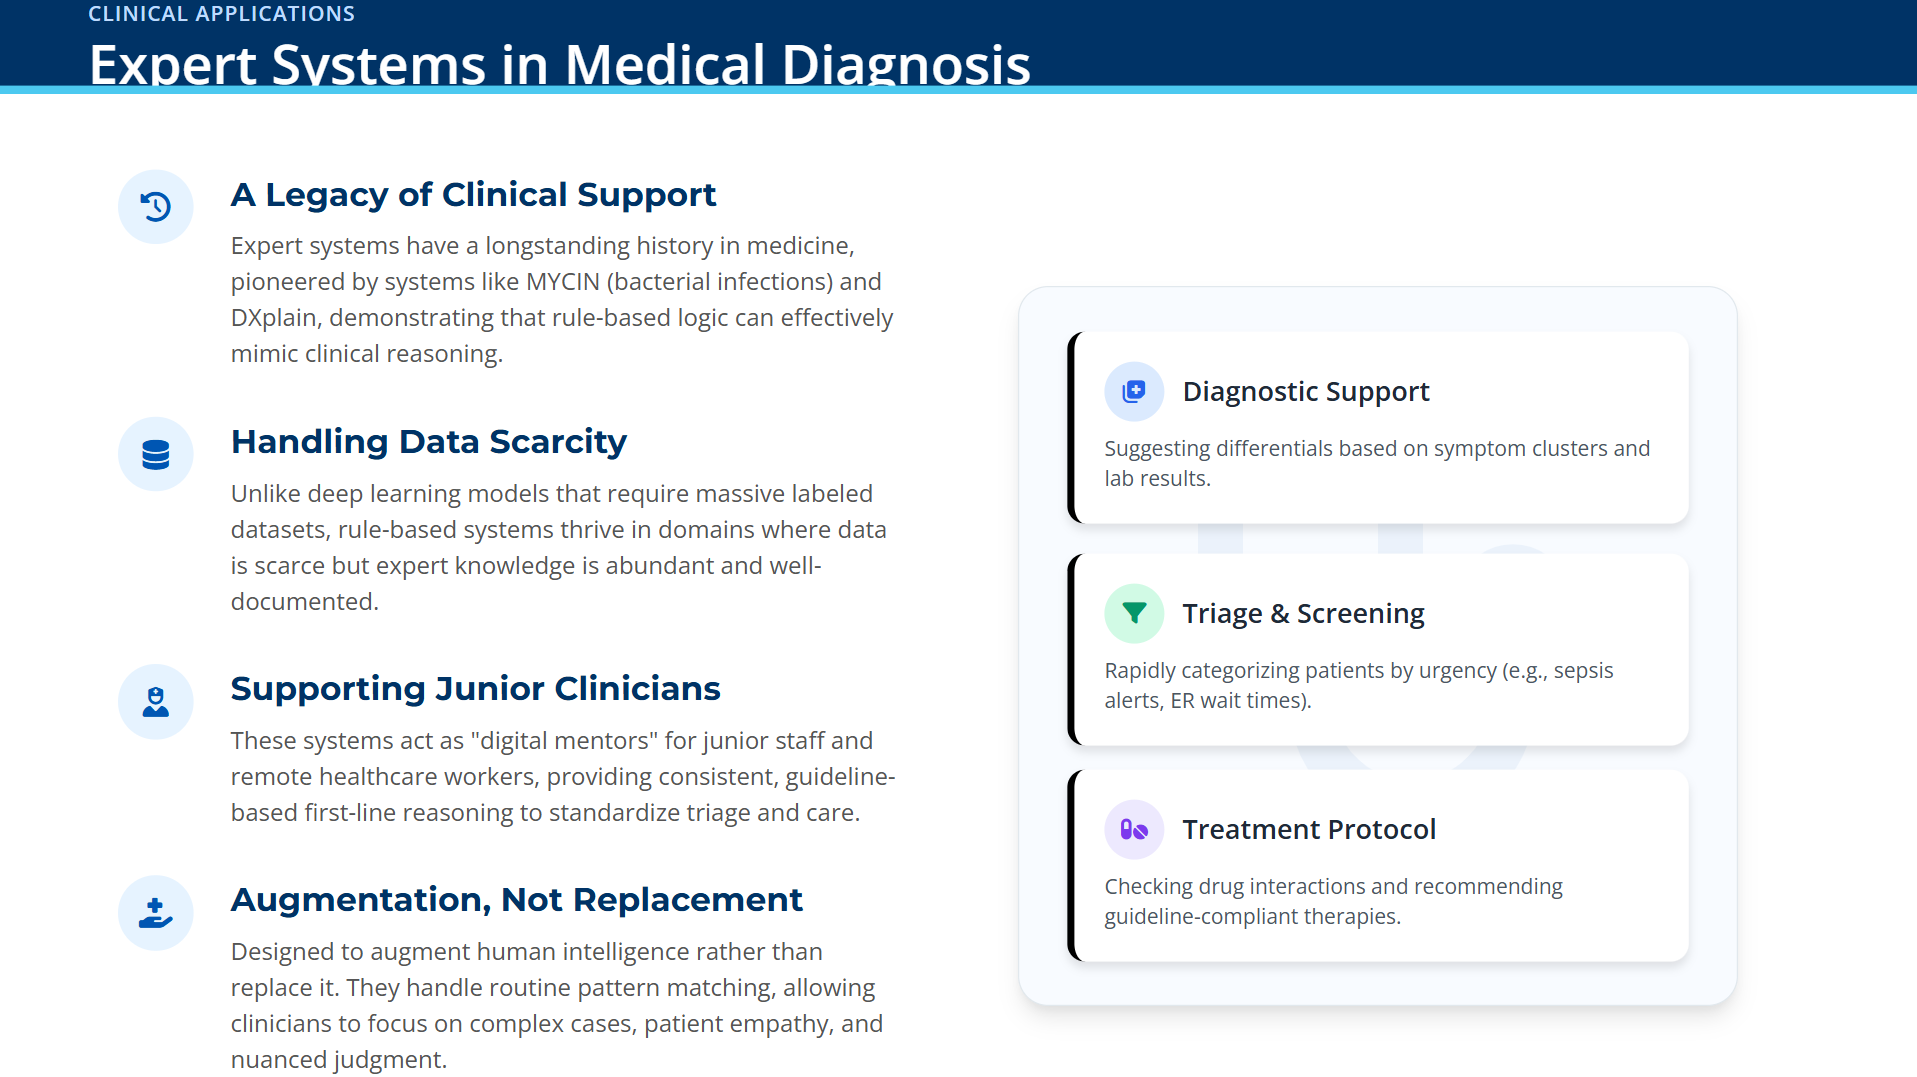 CLINICAL APPLICATIONS
Expert Systems in Medical Diagnosis
A Legacy of Clinical Support
Expert systems have a longstanding history in medicine,
pioneered by systems like MYCIN (bacterial infections) and
DXplain, demonstrating that rule-based logic can effectively
mimic clinical reasoning.
Handling Data Scarcity
Unlike deep learning models that require massive labeled
datasets, rule-based systems thrive in domains where data
is scarce but expert knowledge is abundant and well-
documented.
Supporting Junior Clinicians
These systems act as "digital mentors" for junior staff and
remote healthcare workers, providing consistent, guideline-
based first-line reasoning to standardize triage and care.
Augmentation, Not Replacement
Designed to augment human intelligence rather than
replace it. They handle routine pattern matching, allowing
clinicians to focus on complex cases, patient empathy, and
nuanced judgment.
Diagnostic Support
Suggesting differentials based on symptom clusters and
lab results.
Triage & Screening
Rapidly categorizing patients by urgency (e.g., sepsis
alerts, ER wait times).
Treatment Protocol
Checking drug interactions and recommending
guideline-compliant therapies.